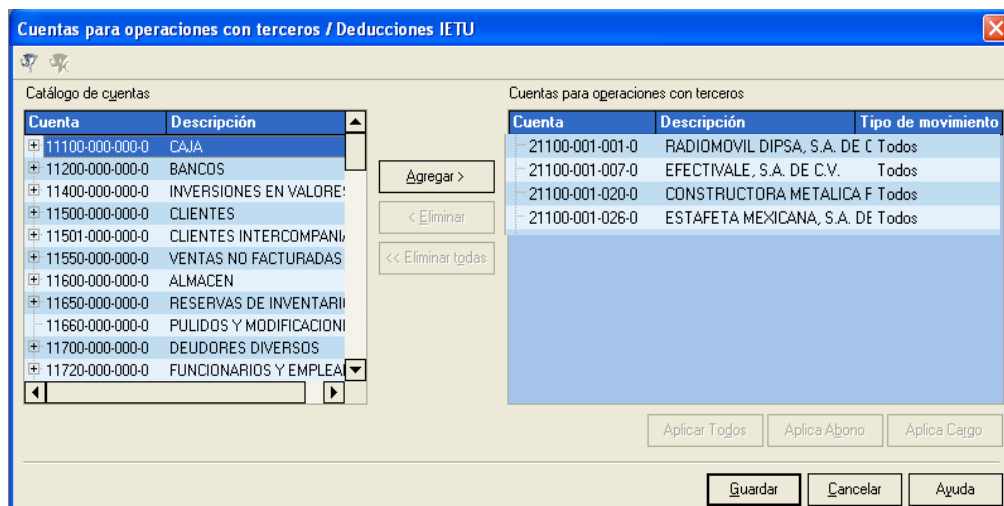 Cuentas para operaciones con terceros / Deducciones IETU
Catálogo de cuentas
Cuenta Descripción
11100-000-000-0 CAJA
11200-000-000-0 BANCOS
11400-000-000-0 INVERSIONES EN VALORES
11500-000-000-0 CLIENTES
11501-000-000-0 CLIENTES INTERCOMPANI
11550-000-000-0 VENTAS NO FACTURADAS
11600-000-000-0 ALMACEN
11650-000-000-0 RESERVAS DE INVENTARI
11660-000-000-0 PULIDOS Y MODIFICACION
11700-000-000-0 DEUDORES DIVERSOS
11720-000-000-0 FUNCIONARIOS Y EMPLEA
Agregar >
< Eliminar
<< Eliminar todas
Cuentas para operaciones con terceros
Cuenta Descripción Tipo de movimiento
21100-001-001-0 RADIOMOVIL DIPSA, S.A. DE C Todos
21100-001-007-0 EFECTIVALE, S.A. DE C.V. Todos
21100-001-020-0 CONSTRUCTORA METALICA F Todos
21100-001-026-0 ESTAFETA MEXICANA, S.A. DE Todos
Aplicar Todos Aplica Abono Aplica Cargo
Guardar Cancelar Ayuda